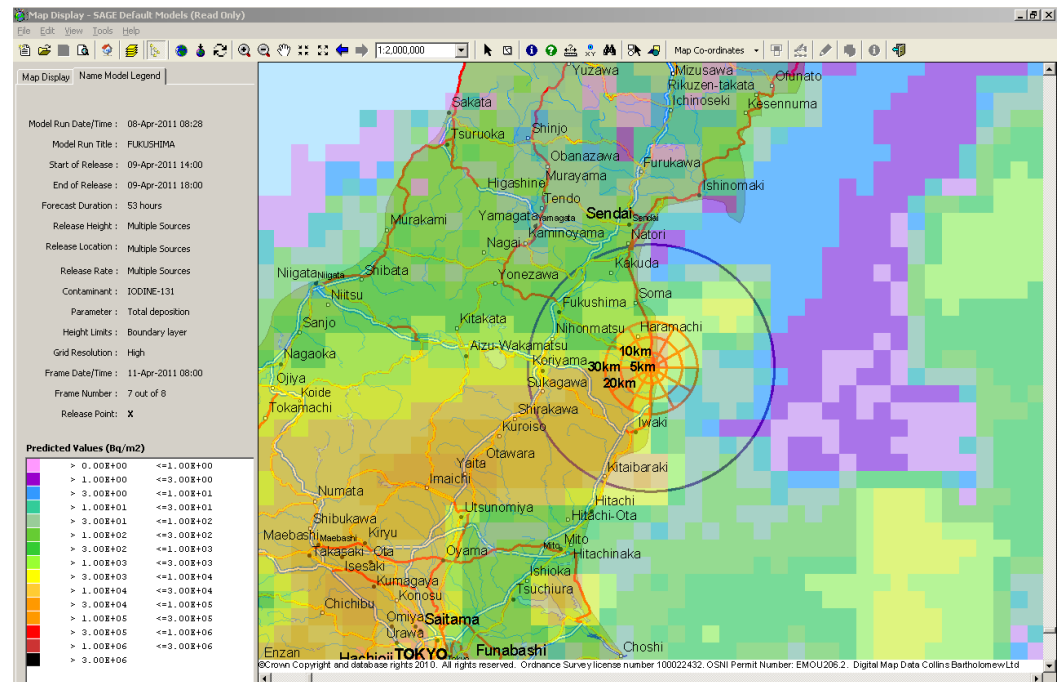 Map Display - SAGE Default Models (Read Only)
File Edit View Tools Help
1:2,000,000
Map Co-ordinates
Map Display
Name Model Legend
Model Run Date/Time : 08-Apr-2011 08:28
Model Run Title : FUKUSHIMA
Start of Release : 09-Apr-2011 14:00
End of Release : 09-Apr-2011 18:00
Forecast Duration : 53 hours
Release Height : Multiple Sources
Release Location : Multiple Sources
Release Rate : Multiple Sources
Contaminant : IODINE-131
Parameter : Total deposition
Height Limits : Boundary layer
Grid Resolution : High
Frame Date/Time : 11-Apr-2011 08:00
Frame Number : 7 out of 8
Release Point: X
Predicted Values (Bq/m2)
> 0.00E+00 <=1.00E+00
> 1.00E+00 <=3.00E+00
> 3.00E+00 <=1.00E+01
> 1.00E+01 <=3.00E+01
> 3.00E+01 <=1.00E+02
> 1.00E+02 <=3.00E+02
> 3.00E+02 <=1.00E+03
> 1.00E+03 <=3.00E+03
> 3.00E+03 <=1.00E+04
> 1.00E+04 <=3.00E+04
> 3.00E+04 <=1.00E+05
> 1.00E+05 <=3.00E+05
> 3.00E+05 <=1.00E+06
> 1.00E+06 <=3.00E+06
> 3.00E+06
Yuzawa
Mizusawa
Ofunato
Rikuzen-takata
Ichinoseki
Kesennuma
Sakata
Tsuruoka
Shinjo
Obanazawa
Furukawa
Murayama
Higashine
Ishinomaki
Tendo
Murakami
Yamagata
Yamagata
Sendai
Sendai
Kaminoyama
Natori
Nagai
Kakuda
Niigata
Niigata
Shibata
Yonezawa
Niitsu
Soma
Fukushima
Sanjo
Kitakata
Nihonmatsu
Haramachi
Nagaoka
Aizu-Wakamatsu
10km
Koriyama
30km
5km
Ojiya
Sukagawa
20km
Koide
Tokamachi
Shirakawa
Iwaki
Kuroiso
Otawara
Yaita
Kitaibaraki
Imaichi
Numata
Hitachi
Utsunomiya
Hitachi-Ota
Shibukawa
Maebashi
Maebashi
Kiryu
Mito
Mito
Takasaki
Ota
Oyama
Hitachinaka
Isesaki
Ishioka
Kumagaya
Tsuchiura
Konosu
Chichibu
Omiya
Saitama
Urawa
Enzan
Hachioji
TOKYO
Funabashi
Choshi
©Crown Copyright and database rights 2010. All rights reserved. Ordnance Survey license number 100022432. OSNI Permit Number: EMOU206.2. Digital Map Data Collins Bartholomew Ltd